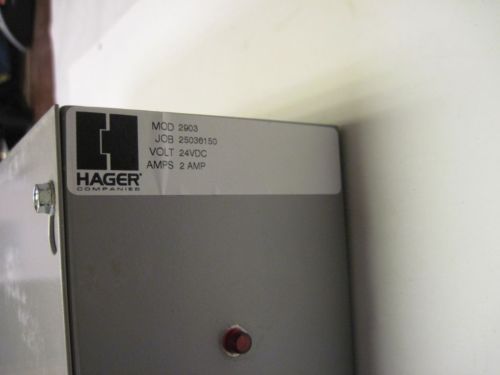 MOD 2903
JOB 25036150
VOLT 24VDC
AMPS 2 AMP
HAGER
COMPANIES